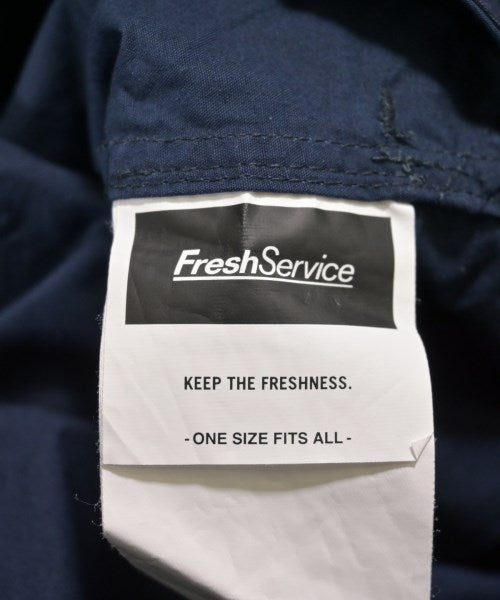 FreshService
KEEP THE FRESHNESS.
- ONE SIZE FITS ALL -